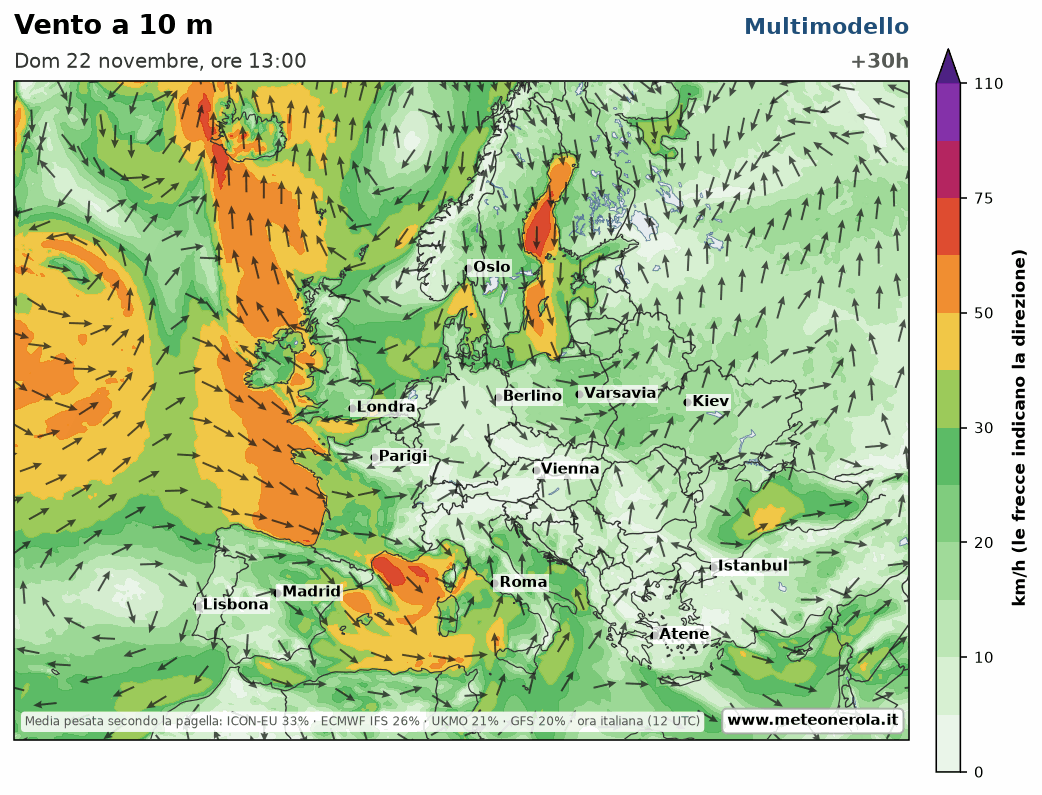 Vento a 10 m
Multimodello
Dom 22 novembre, ore 13:00
+30h
110
75
50
30
20
10
0
km/h (le frecce indicano la direzione)
Oslo
Berlino
Varsavia
Kiev
Londra
Parigi
Vienna
Istanbul
Roma
Madrid
Lisbona
Atene
Media pesata secondo la pagella: ICON-EU 33% · ECMWF IFS 26% · UKMO 21% · GFS 20% · ora italiana (12 UTC)
www.meteonerola.it